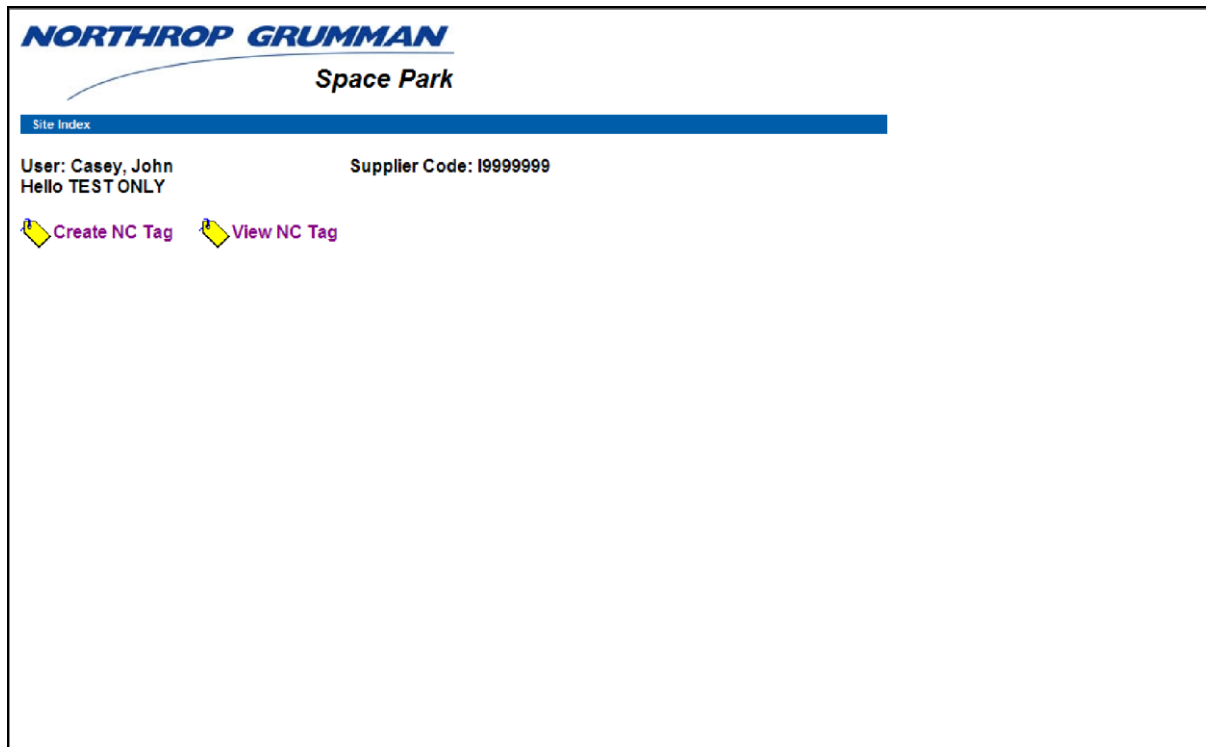 NORTHROP GRUMMAN
Space Park
Site Index
User: Casey, John Supplier Code: I9999999
Hello TEST ONLY
Create NC Tag View NC Tag